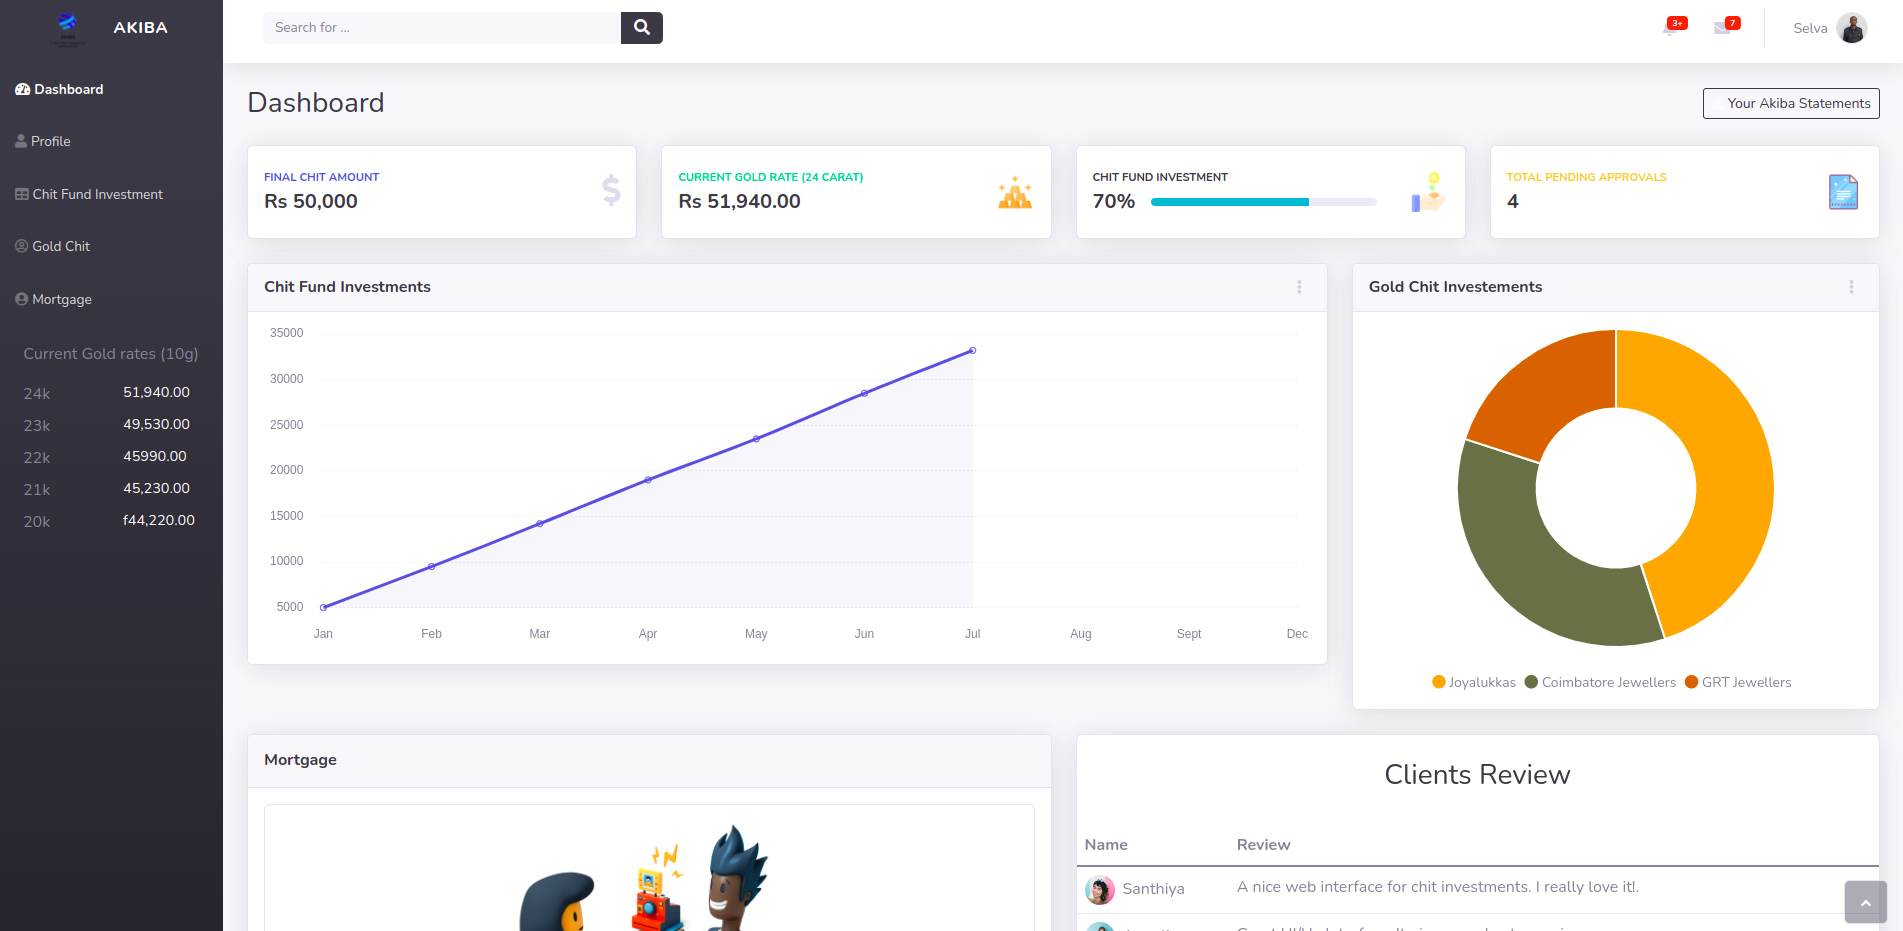 AKIBA
Search for ...
3+
7
Selva
Dashboard
Profile
Chit Fund Investment
Gold Chit
Mortgage
Current Gold rates (10g)
24k 51,940.00
23k 49,530.00
22k 45990.00
21k 45,230.00
20k f44,220.00
Dashboard
Your Akiba Statements
FINAL CHIT AMOUNT
Rs 50,000
CURRENT GOLD RATE (24 CARAT)
Rs 51,940.00
CHIT FUND INVESTMENT
70%
TOTAL PENDING APPROVALS
4
Chit Fund Investments
35000
30000
25000
20000
15000
10000
5000
Jan Feb Mar Apr May Jun Jul Aug Sept Dec
Gold Chit Investements
Joyalukkas Coimbatore Jewellers GRT Jewellers
Mortgage
Clients Review
Name Review
Santhiya A nice web interface for chit investments. I really love it!.